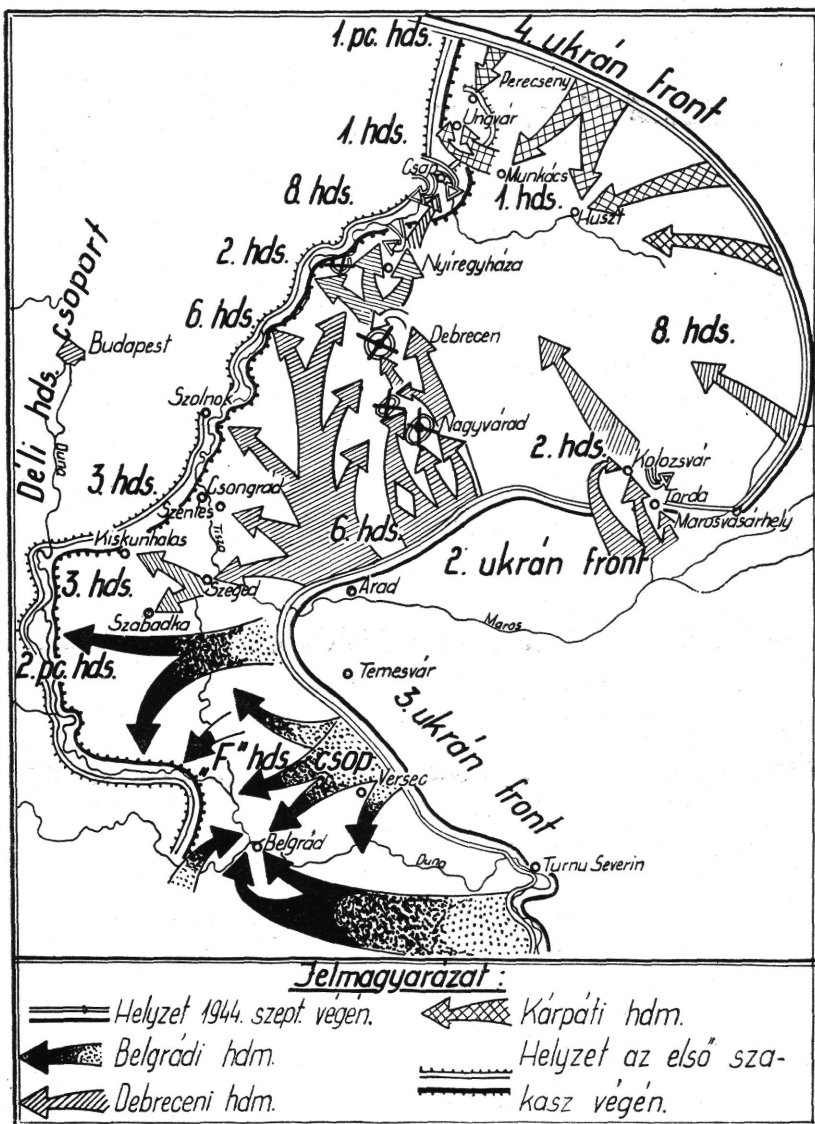 1. pc. hds.
4. ukrán front
Perecseny
Ungvár
1. hds.
Csap
Munkács
1. hds.
Huszt
8. hds.
2. hds.
Nyíregyháza
6. hds.
Debrecen
8. hds.
Déli hds. csoport
Budapest
Duna
Szolnok
Nagyvárad
2. hds.
Kolozsvár
Torda
Marosvásárhely
3. hds.
Csongrád
Szentes
Tisza
6. hds.
Kiskunhalas
2. ukrán front
3. hds.
Szeged
Arad
Maros
Szabadka
2. pc. hds.
Temesvár
3. ukrán front
"F" hds. csop.
Versec
Belgrád
Duna
Turnu Severin
Jelmagyarázat :
Helyzet 1944. szept. végén.
Kárpáti hdm.
Belgrádi hdm.
Helyzet az első sza-
kasz végén.
Debreceni hdm.